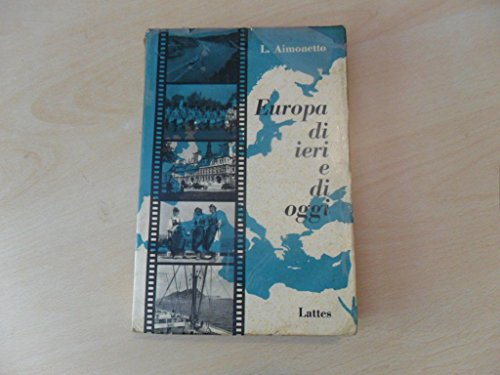 L. Aimonetto
Europa
di
ieri e
di
oggi
Lattes